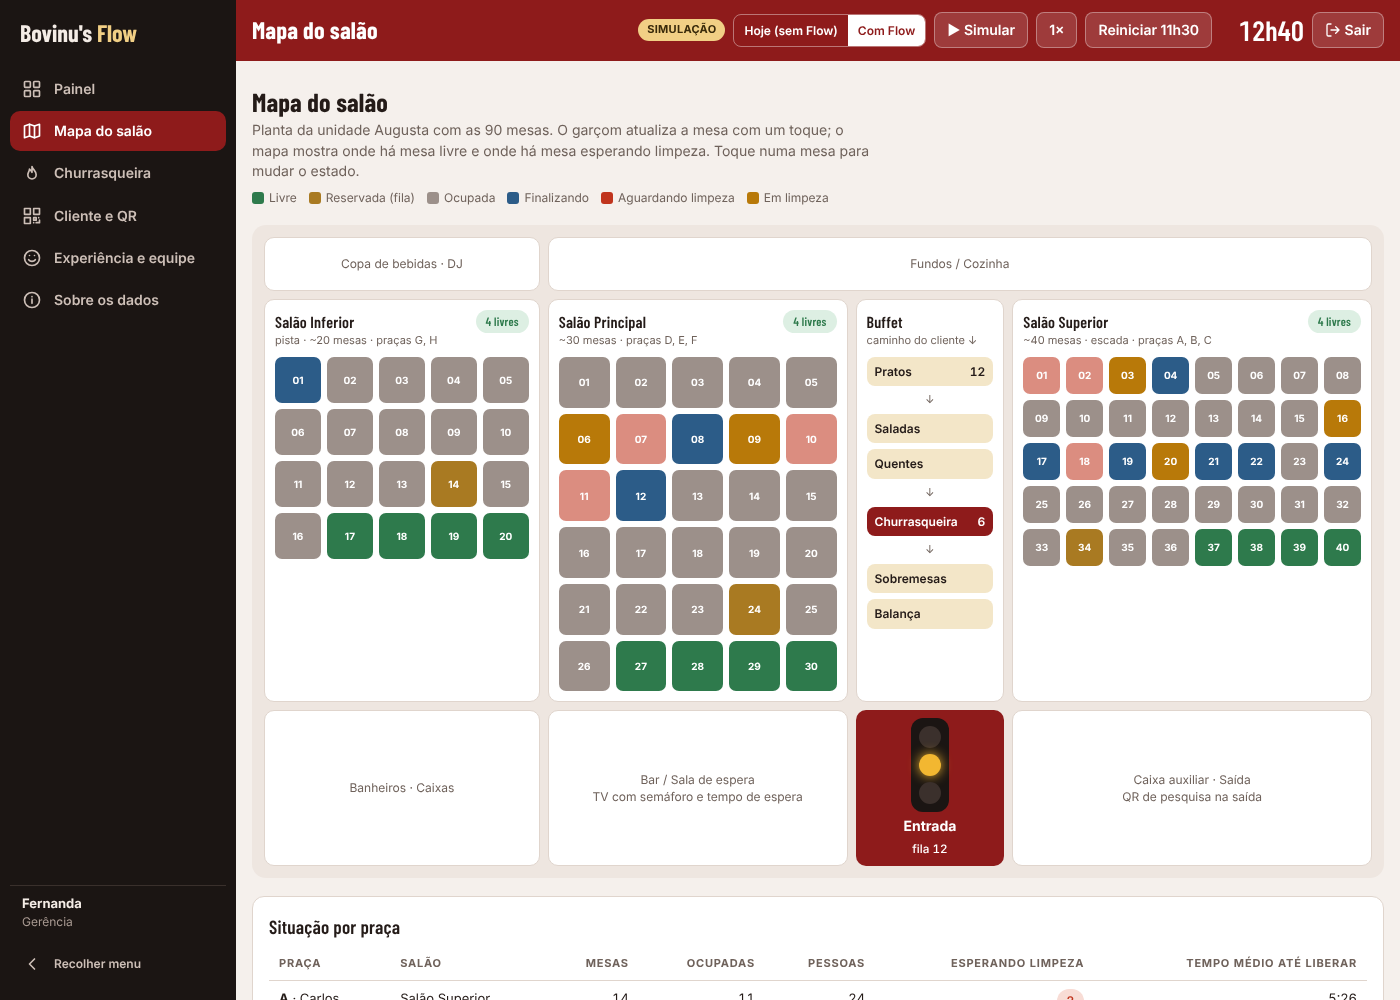 Bovinu's Flow
Painel
Mapa do salão
Churrasqueira
Cliente e QR
Experiência e equipe
Sobre os dados
Fernanda
Gerência
Recolher menu
Mapa do salão
SIMULAÇÃO
Hoje (sem Flow)
Com Flow
Simular
1×
Reiniciar 11h30
12h40
Sair
Mapa do salão
Planta da unidade Augusta com as 90 mesas. O garçom atualiza a mesa com um toque; o
mapa mostra onde há mesa livre e onde há mesa esperando limpeza. Toque numa mesa para
mudar o estado.
Livre
Reservada (fila)
Ocupada
Finalizando
Aguardando limpeza
Em limpeza
Copa de bebidas · DJ
Fundos / Cozinha
Salão Inferior
4 livres
pista · ~20 mesas · praças G, H
01 02 03 04 05
06 07 08 09 10
11 12 13 14 15
16 17 18 19 20
Salão Principal
4 livres
~30 mesas · praças D, E, F
01 02 03 04 05
06 07 08 09 10
11 12 13 14 15
16 17 18 19 20
21 22 23 24 25
26 27 28 29 30
Buffet
caminho do cliente ↓
Pratos 12
↓
Saladas
Quentes
↓
Churrasqueira 6
↓
Sobremesas
Balança
Salão Superior
4 livres
~40 mesas · escada · praças A, B, C
01 02 03 04 05 06 07 08
09 10 11 12 13 14 15 16
17 18 19 20 21 22 23 24
25 26 27 28 29 30 31 32
33 34 35 36 37 38 39 40
Banheiros · Caixas
Bar / Sala de espera
TV com semáforo e tempo de espera
Entrada
fila 12
Caixa auxiliar · Saída
QR de pesquisa na saída
Situação por praça
PRAÇA SALÃO MESAS OCUPADAS PESSOAS ESPERANDO LIMPEZA TEMPO MÉDIO ATÉ LIBERAR
A · Carlos Salão Superior 14 11 24 2 5:26